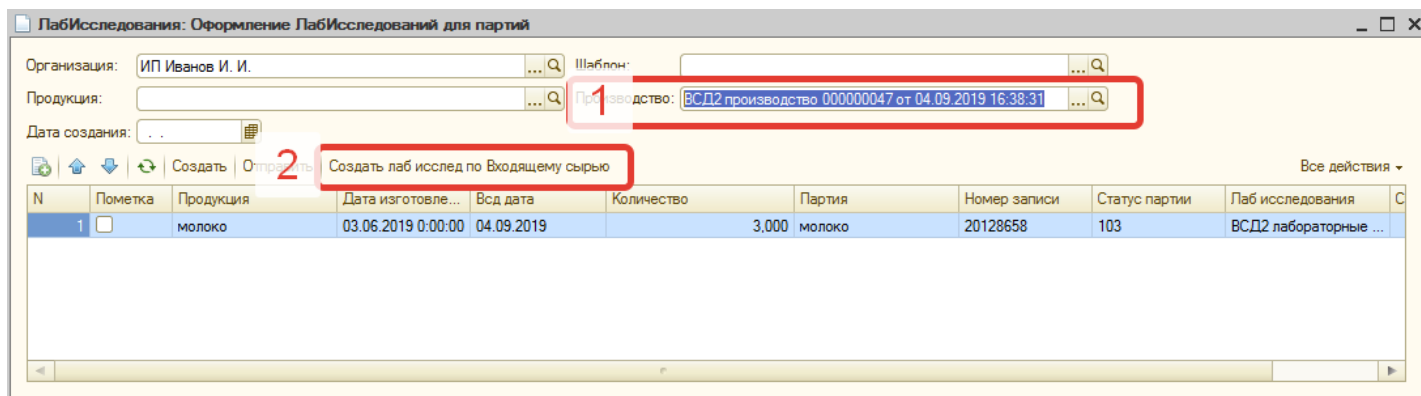 ЛабИсследования: Оформление ЛабИсследований для партий
Организация: ИП Иванов И. И. ... Шаблон: ...
Продукция: ... Производство: ВСД2 производство 000000047 от 04.09.2019 16:38:31 ...
1
Дата создания: . .
2
Создать Отправить Создать лаб исслед по Входящему сырью Все действия
N Пометка Продукция Дата изготовле... Всд дата Количество Партия Номер записи Статус партии Лаб исследования С
1 молоко 03.06.2019 0:00:00 04.09.2019 3,000 молоко 20128658 103 ВСД2 лабораторные ...